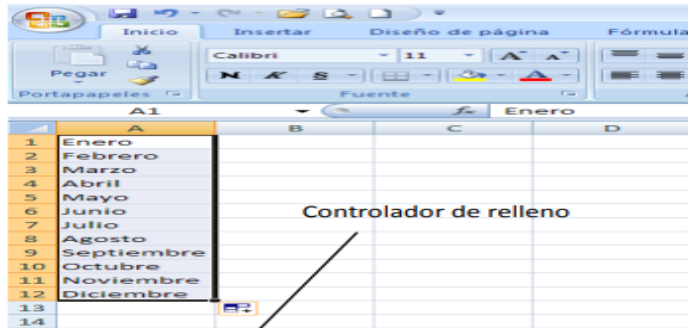 Inicio Insertar Diseño de página Fórmula
Calibri 11 A A
Pegar N K S A
Portapapeles Fuente
A1 fx Enero
A B C D
1 Enero
2 Febrero
3 Marzo
4 Abril
5 Mayo
6 Junio Controlador de relleno
7 Julio
8 Agosto
9 Septiembre
10 Octubre
11 Noviembre
12 Diciembre
13
14